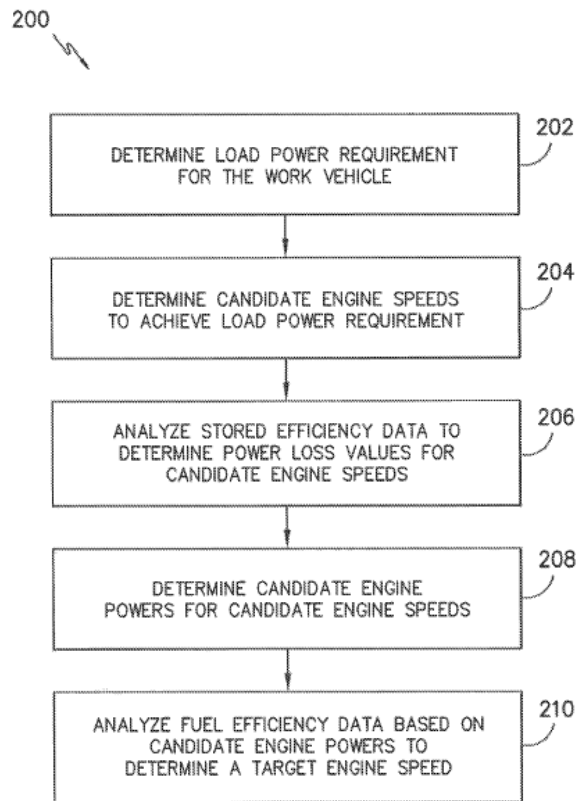 200
202
DETERMINE LOAD POWER REQUIREMENT
FOR THE WORK VEHICLE
204
DETERMINE CANDIDATE ENGINE SPEEDS
TO ACHIEVE LOAD POWER REQUIREMENT
206
ANALYZE STORED EFFICIENCY DATA TO
DETERMINE POWER LOSS VALUES FOR
CANDIDATE ENGINE SPEEDS
208
DETERMINE CANDIDATE ENGINE
POWERS FOR CANDIDATE ENGINE SPEEDS
210
ANALYZE FUEL EFFICIENCY DATA BASED ON
CANDIDATE ENGINE POWERS TO
DETERMINE A TARGET ENGINE SPEED